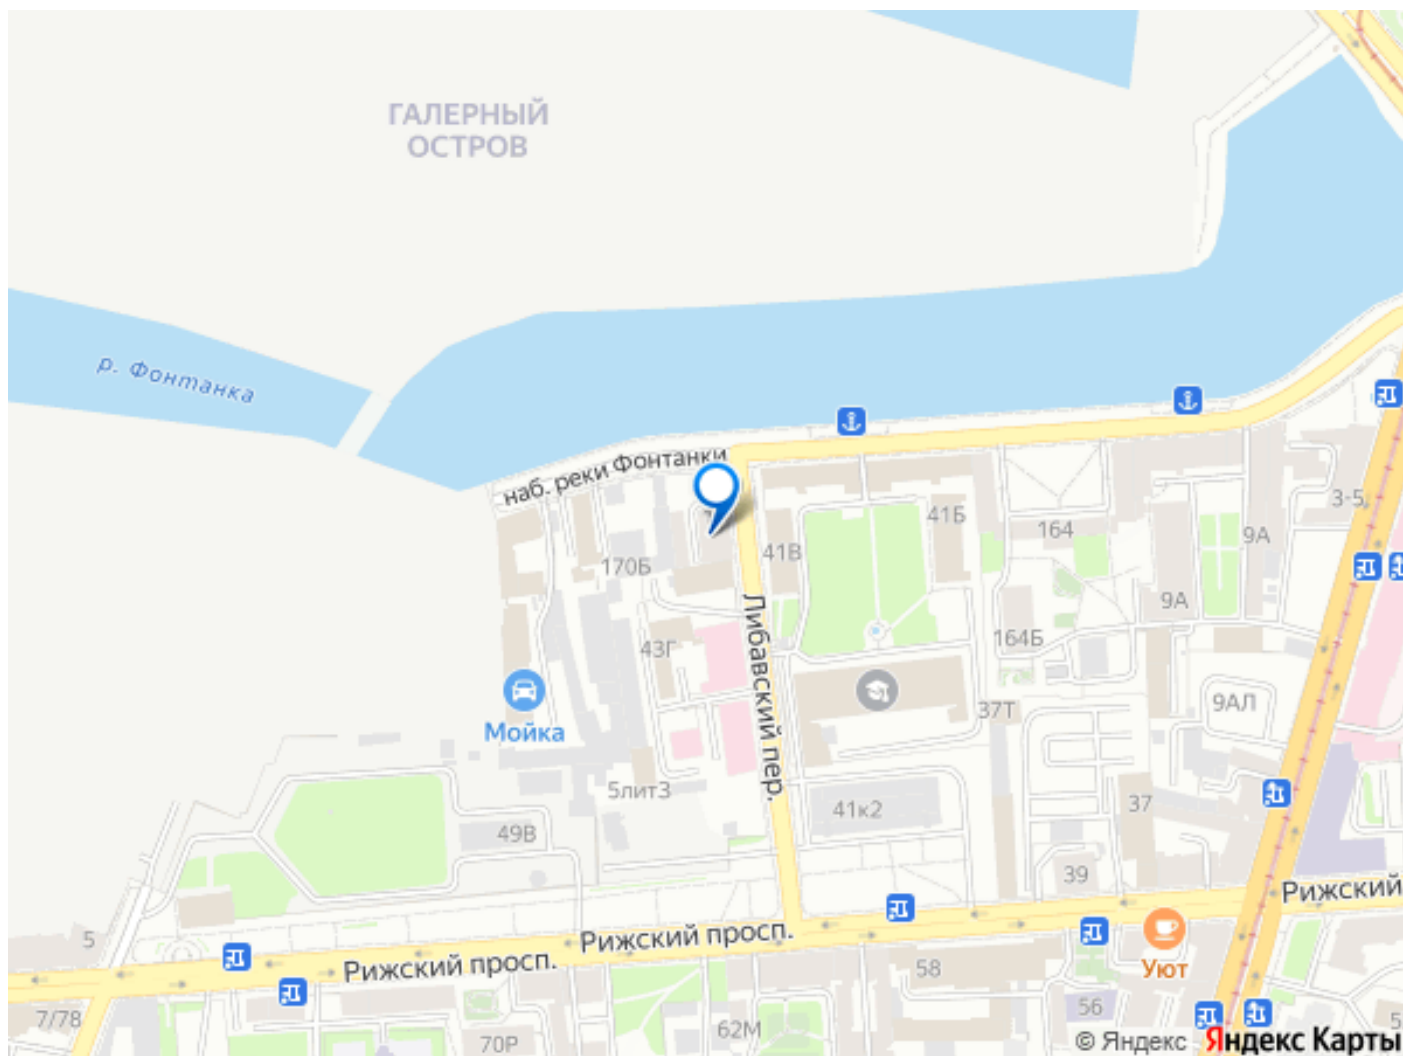 ГАЛЕРНЫЙ
ОСТРОВ
р. Фонтанка
наб. реки Фонтанки
3-5
41Б
164
9А
41В
170Б
9А
Либавский пер.
164Б
43Г
9АЛ
37Т
Мойка
5лит3
41к2
37
49В
39
Рижский
Рижский просп.
5
Рижский просп.
58
Уют
56
7/78
62М
5
70Р
© Яндекс Яндекс Карты